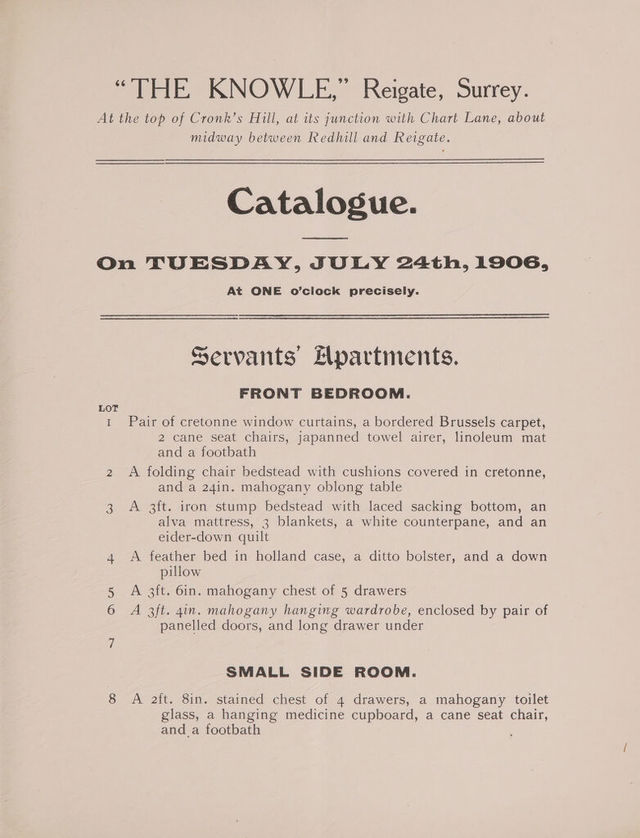 “THE KNOWLE,” Reigate, Surrey.
At the top of Cronk’s Hill, at its junction with Chart Lane, about
midway between Redhill and Reigate.
Catalogue.
On TUESDAY, JULY 24th, 1906,
At ONE o’clock precisely.
Servants’ Apartments.
FRONT BEDROOM.
LOT
1 Pair of cretonne window curtains, a bordered Brussels carpet,
2 cane seat chairs, japanned towel airer, linoleum mat
and a footbath
2 A folding chair bedstead with cushions covered in cretonne,
and a 24in. mahogany oblong table
3 A 3ft. iron stump bedstead with laced sacking bottom, an
alva mattress, 3 blankets, a white counterpane, and an
eider-down quilt
4 A feather bed in holland case, a ditto bolster, and a down
pillow
5 A 3ft. 6in. mahogany chest of 5 drawers
6 A 3ft. 4in. mahogany hanging wardrobe, enclosed by pair of
panelled doors, and long drawer under
7
SMALL SIDE ROOM.
8 A 2ft. 8in. stained chest of 4 drawers, a mahogany toilet
glass, a hanging medicine cupboard, a cane seat chair,
and a footbath